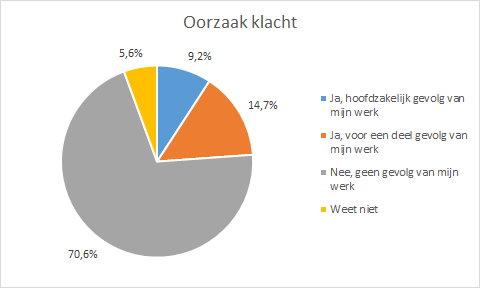 Oorzaak klacht
5,6%
9,2%
14,7%
70,6%
Ja, hoofdzakelijk gevolg van
mijn werk
Ja, voor een deel gevolg van
mijn werk
Nee, geen gevolg van mijn
werk
Weet niet